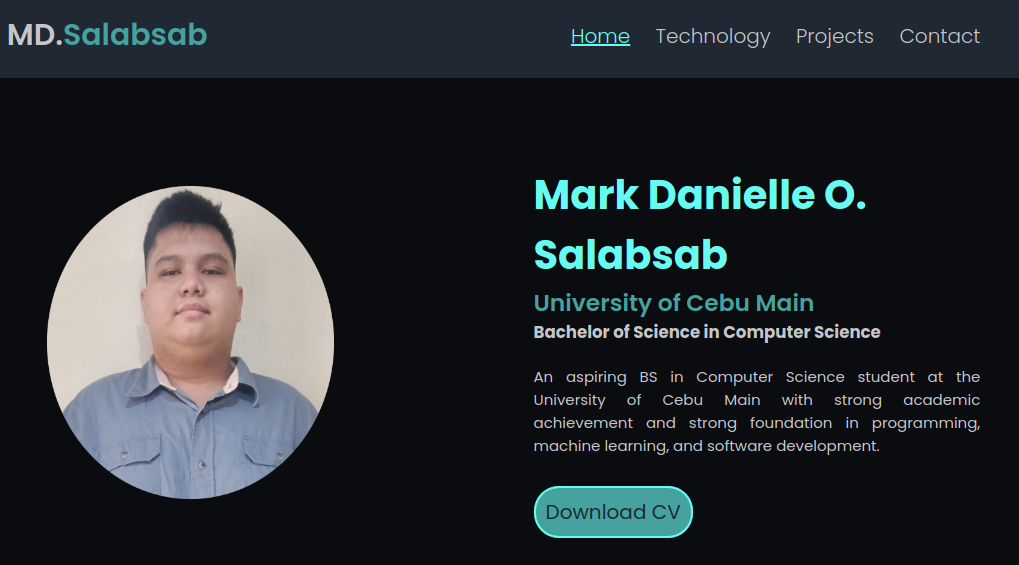 MD.Salabsab
Home Technology Projects Contact
Mark Danielle O.
Salabsab
University of Cebu Main
Bachelor of Science in Computer Science
An aspiring BS in Computer Science student at the
University of Cebu Main with strong academic
achievement and strong foundation in programming,
machine learning, and software development.
Download CV